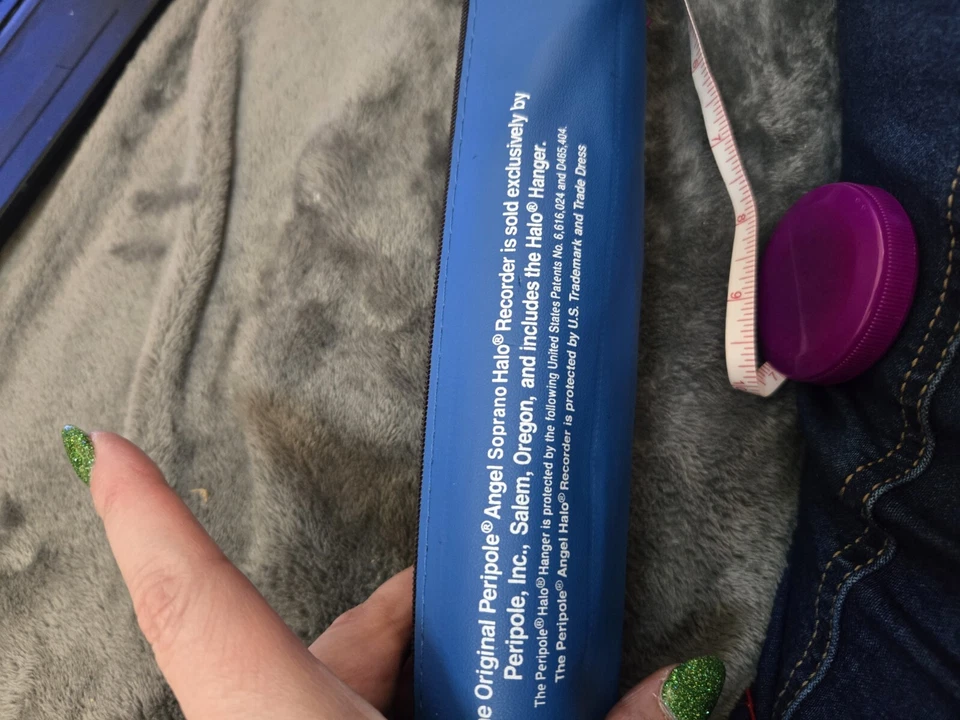 e Original Peripole® Angel Soprano Halo® Recorder is sold exclusively by
Peripole, Inc., Salem, Oregon, and includes the Halo® Hanger.
The Peripole® Halo® Hanger is protected by the following United States Patents No. 6,616,024 and D465,404.
The Peripole® Angel Halo® Recorder is protected by U.S. Trademark and Trade Dress